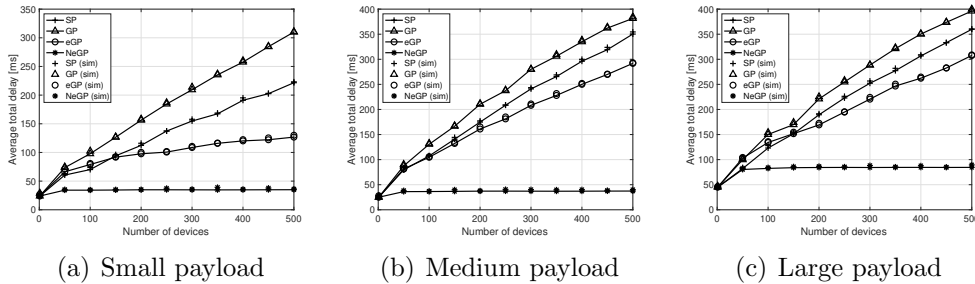 350
300
250
200
150
100
50
0
Average total delay [ms]
SP
GP
eGP
NeGP
SP (sim)
GP (sim)
eGP (sim)
NeGP (sim)
0 100 200 300 400 500
Number of devices
(a) Small payload
400
350
300
250
200
150
100
50
0
Average total delay [ms]
SP
GP
eGP
NeGP
SP (sim)
GP (sim)
eGP (sim)
NeGP (sim)
0 100 200 300 400 500
Number of devices
(b) Medium payload
400
350
300
250
200
150
100
50
0
Average total delay [ms]
SP
GP
eGP
NeGP
SP (sim)
GP (sim)
eGP (sim)
NeGP (sim)
0 100 200 300 400 500
Number of devices
(c) Large payload